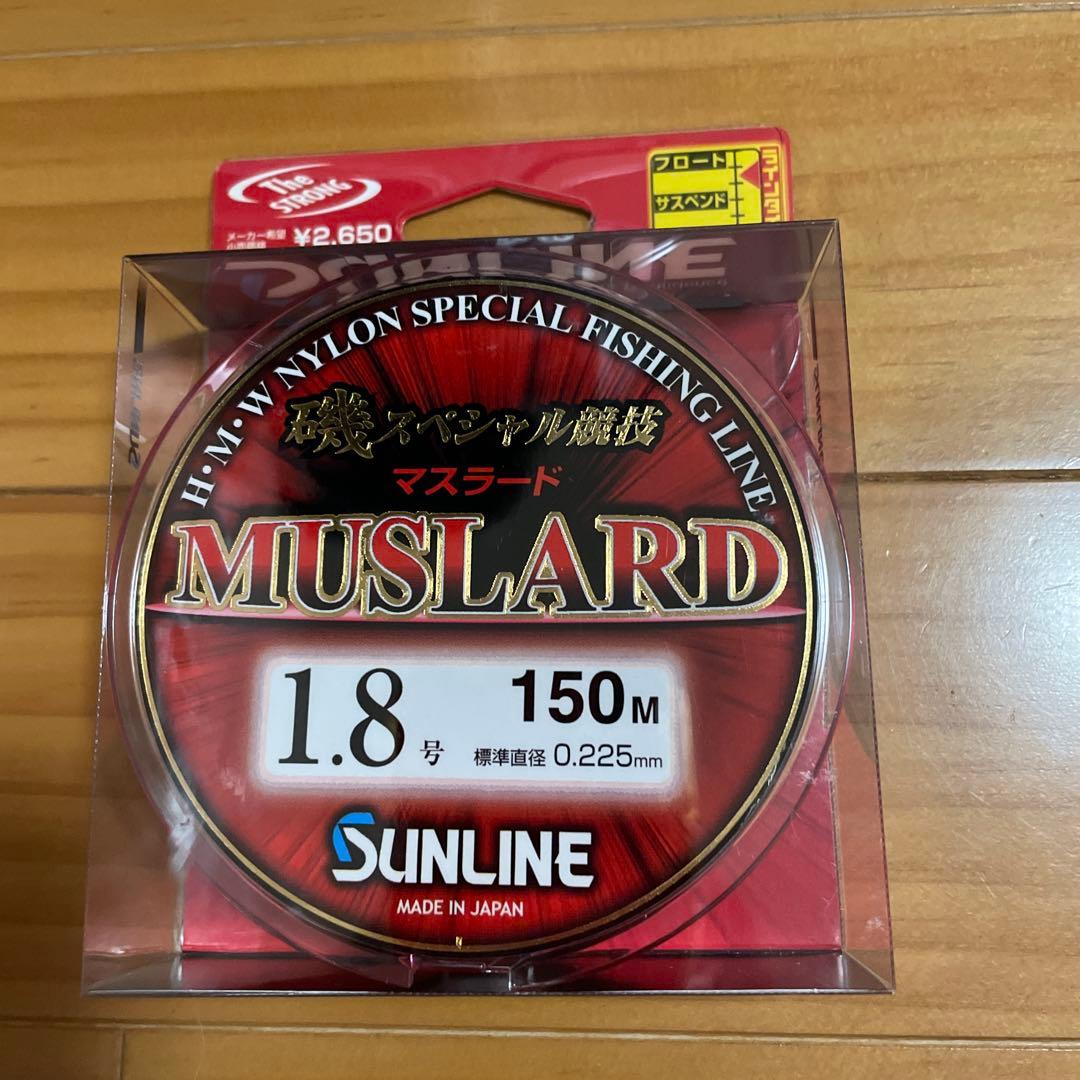 The
STRONG
メーカー希望
小売価格
¥2,650
フロート
サスペンド
SUNLINE
H・M・W NYLON SPECIAL FISHING LINE
磯スペシャル競技
マスラード
MUSLARD
1.8号
150M
標準直径 0.225mm
SUNLINE
MADE IN JAPAN